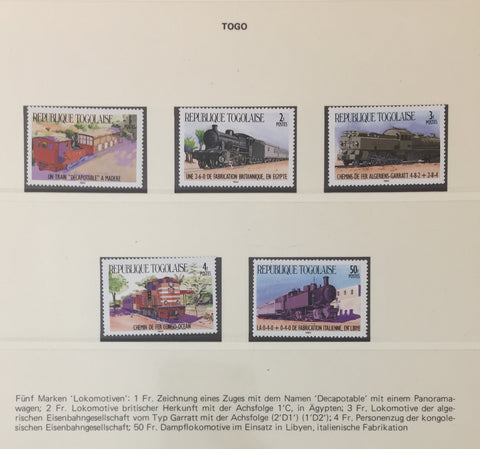 TOGO
REPUBLIQUE TOGOLAISE
1F
POSTES
UN TRAIN "DECAPOTABLE" A MADERE
REPUBLIQUE TOGOLAISE
2F
POSTES
UNE 2-6-0 DE FABRICATION BRITANNIQUE, EN EGYPTE
REPUBLIQUE TOGOLAISE
3F
POSTES
CHEMINS DE FER ALGERIENS-GARRATT 4-8-2 + 2-8-4
REPUBLIQUE TOGOLAISE
4F
POSTES
CHEMIN DE FER CONGO-OCEAN
REPUBLIQUE TOGOLAISE
50F
POSTES
LA 0-4-0 + 0-4-0 DE FABRICATION ITALIENNE, EN LIBYE
Fünf Marken 'Lokomotiven': 1 Fr. Zeichnung eines Zuges mit dem Namen 'Decapotable' mit einem Panorama-
wagen; 2 Fr. Lokomotive britischer Herkunft mit der Achsfolge 1'C, in Ägypten; 3 Fr. Lokomotive der alge-
rischen Eisenbahngesellschaft vom Typ Garratt mit der Achsfolge (2'D1') (1'D2'); 4 Fr. Personenzug der kongole-
sischen Eisenbahngesellschaft; 50 Fr. Dampflokomotive im Einsatz in Libyen, italienische Fabrikation